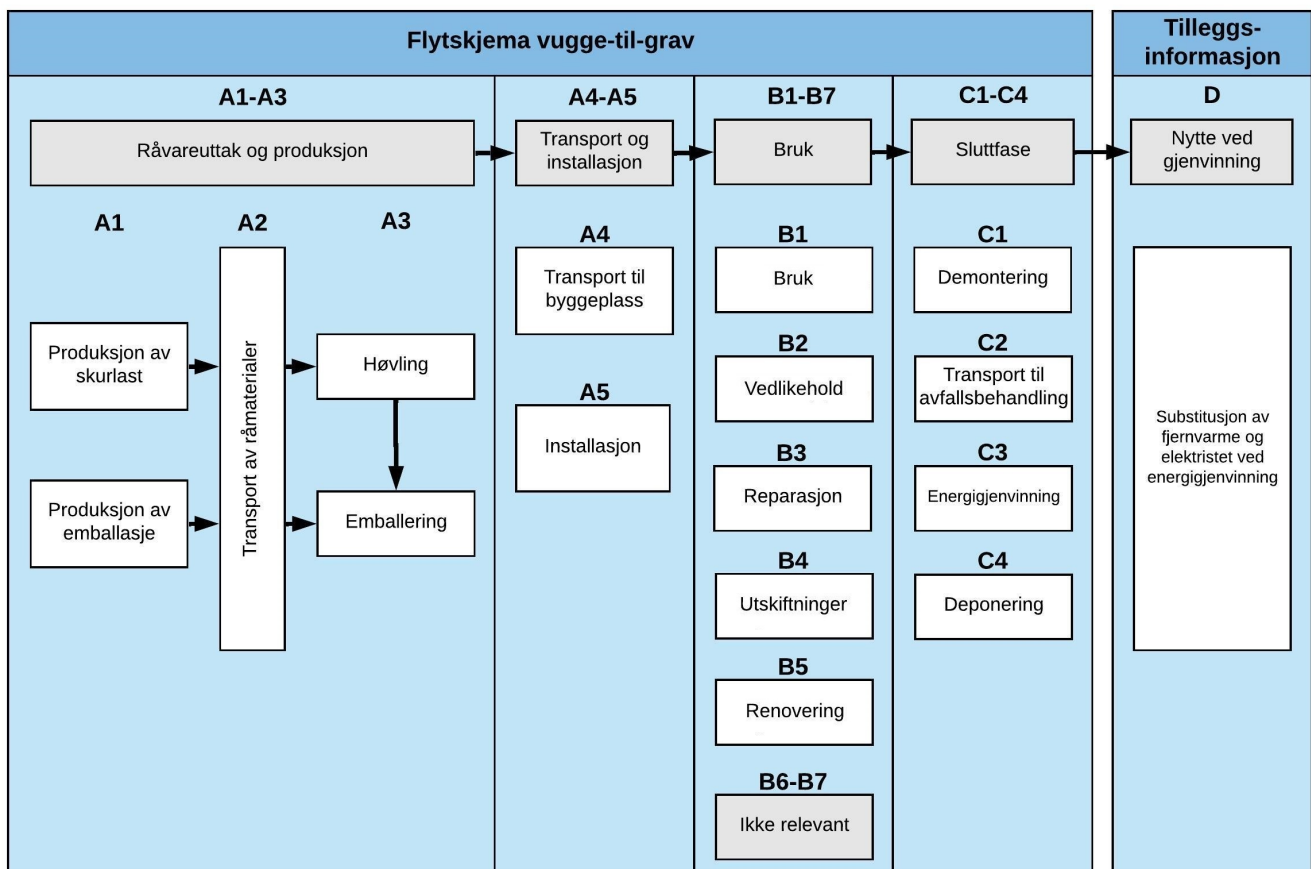 Flytskjema vugge-til-grav
Tilleggs-
informasjon
A1-A3
A4-A5
B1-B7
C1-C4
D
Råvareuttak og produksjon
Transport og
installasjon
Bruk
Sluttfase
Nytte ved
gjenvinning
A1
A2
A3
Produksjon av
skurlast
Produksjon av
emballasje
Transport av råmaterialer
Høvling
Emballering
A4
Transport til
byggeplass
A5
Installasjon
B1
Bruk
B2
Vedlikehold
B3
Reparasjon
B4
Utskiftninger
B5
Renovering
B6-B7
Ikke relevant
C1
Demontering
C2
Transport til
avfallsbehandling
C3
Energigjenvinning
C4
Deponering
Substitusjon av
fjernvarme og
elektristet ved
energigjenvinning